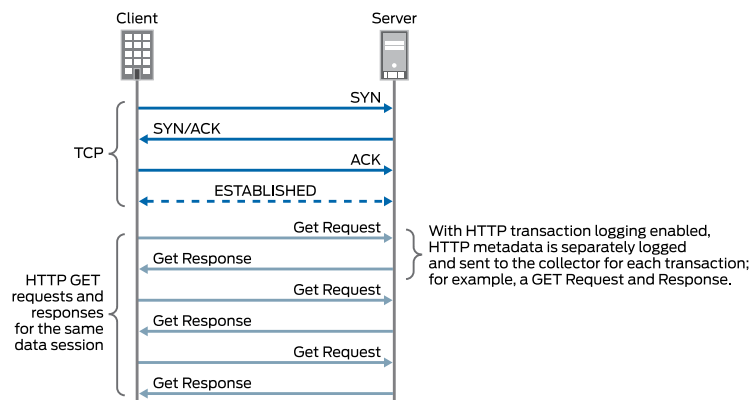 Client
Server
SYN
SYN/ACK
TCP
ACK
ESTABLISHED
Get Request
With HTTP transaction logging enabled,
HTTP metadata is separately logged
and sent to the collector for each transaction;
for example, a GET Request and Response.
Get Response
HTTP GET
requests and
responses
for the same
data session
Get Request
Get Response
Get Request
Get Response